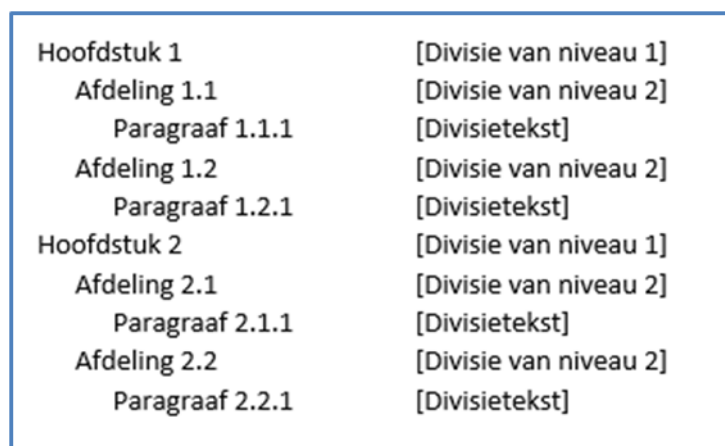 Hoofdstuk 1 [Divisie van niveau 1]
Afdeling 1.1 [Divisie van niveau 2]
Paragraaf 1.1.1 [Divisietekst]
Afdeling 1.2 [Divisie van niveau 2]
Paragraaf 1.2.1 [Divisietekst]
Hoofdstuk 2 [Divisie van niveau 1]
Afdeling 2.1 [Divisie van niveau 2]
Paragraaf 2.1.1 [Divisietekst]
Afdeling 2.2 [Divisie van niveau 2]
Paragraaf 2.2.1 [Divisietekst]